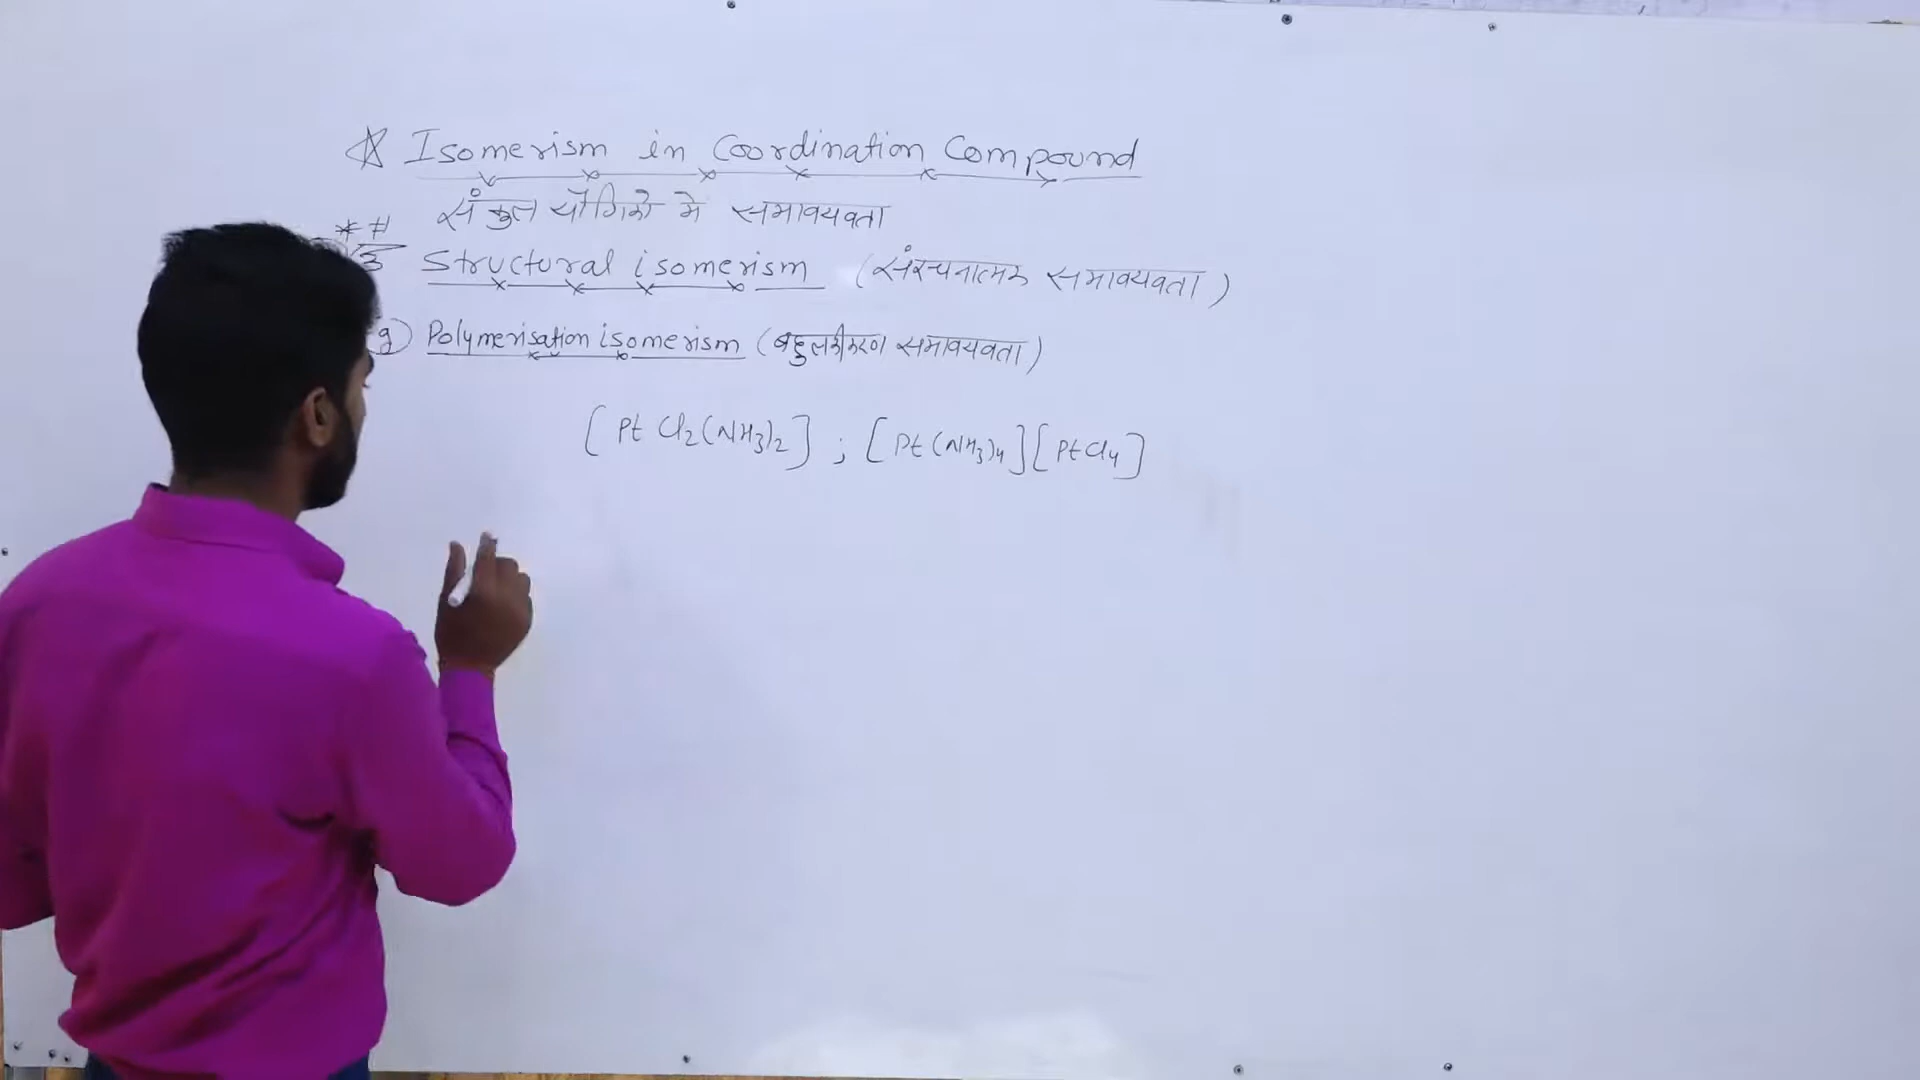 ☆ Isomerism in Coordination Compound
संकुल यौगिको मे समावयवता
*#
Structural isomerism (संरचनात्मक समावयवता)
g) Polymerisation isomerism (बहुलकीकरण समावयवता)
[Pt Cl₂(NH₃)₂] ; [Pt(NH₃)₄][PtCl₄]